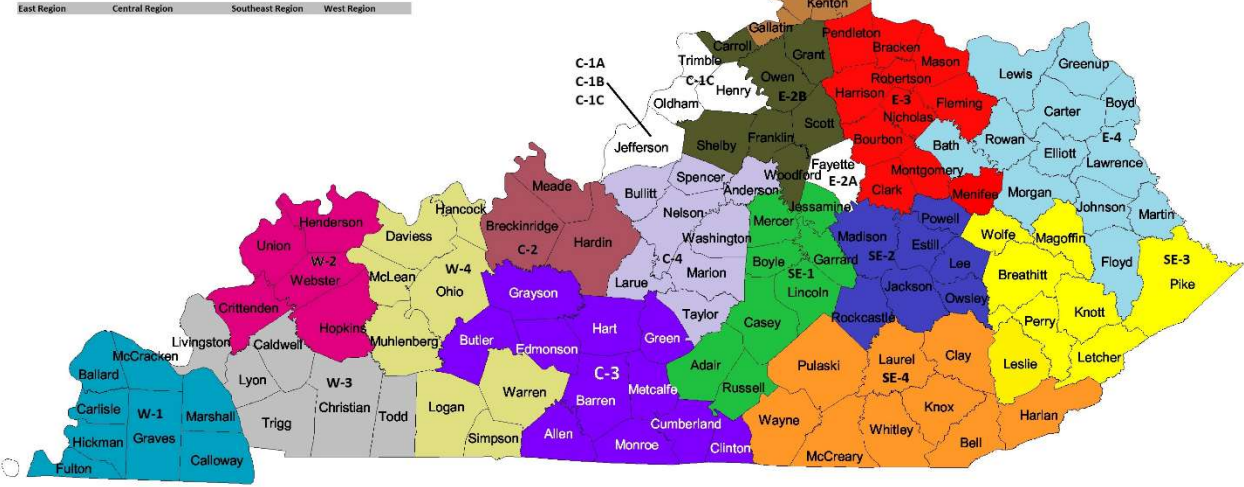 East Region Central Region Southeast Region West Region
Kenton
Gallatin
Pendleton
Carroll
Grant
Bracken
Mason
Trimble
C-1A
C-1B
C-1C
C-1C
Henry
Owen
E-2B
Robertson
Harrison
E-3
Fleming
Nicholas
Lewis
Greenup
Carter
Boyd
E-4
Oldham
Jefferson
Shelby
Franklin
Scott
Bourbon
Bath
Rowan
Elliott
Lawrence
Woodford
Fayette
E-2A
Clark
Montgomery
Menifee
Morgan
Johnson
Martin
Meade
Breckinridge
C-2
Hardin
Bullitt
Spencer
Anderson
Nelson
Washington
C-4
Larue
Marion
Taylor
Jessamine
Mercer
Boyle
SE-1
Garrard
Lincoln
Casey
Adair
Russell
Madison
SE-2
Powell
Estill
Lee
Jackson
Owsley
Rockcastle
Wolfe
Magoffin
Floyd
SE-3
Pike
Breathitt
Knott
Perry
Leslie
Letcher
Henderson
Union
W-2
Webster
Crittenden
Hopkins
Hancock
Daviess
McLean
W-4
Ohio
Muhlenberg
Grayson
Butler
Edmonson
Hart
Green
C-3
Barren
Metcalfe
Allen
Monroe
Cumberland
Clinton
Logan
Warren
Simpson
Livingston
Caldwell
Lyon
W-3
Trigg
Christian
Todd
McCracken
Ballard
Carlisle
W-1
Marshall
Hickman
Graves
Calloway
Fulton
Pulaski
Laurel
SE-4
Clay
Wayne
McCreary
Whitley
Knox
Bell
Harlan